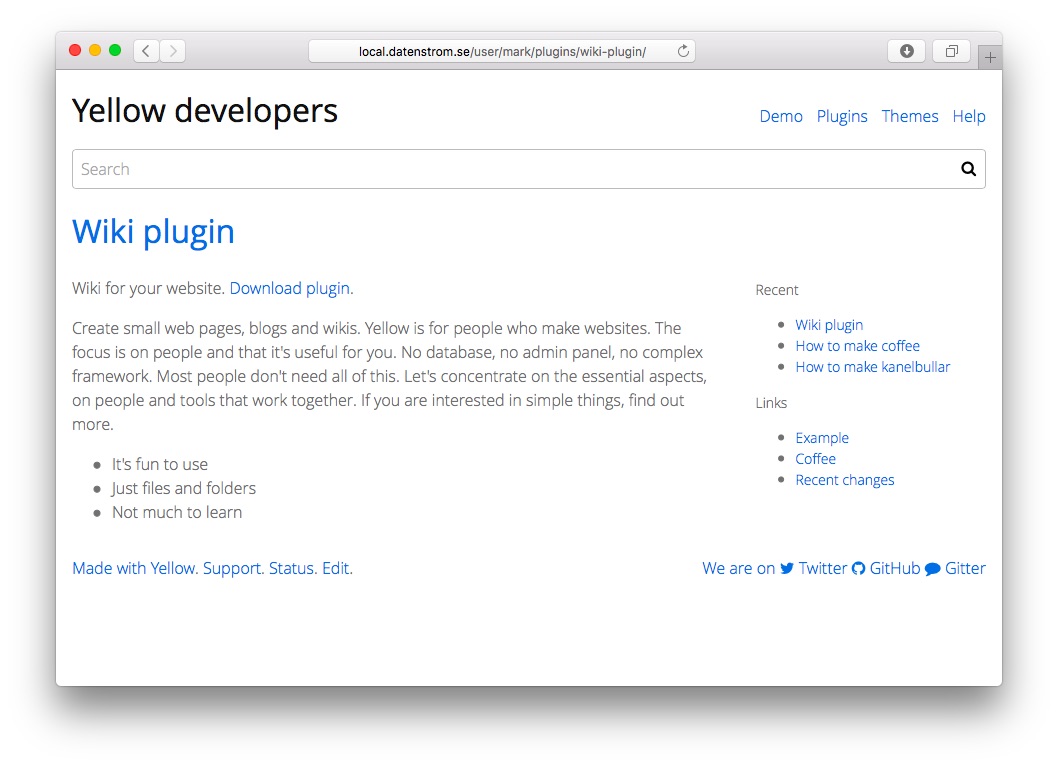 local.datenstrom.se/user/mark/plugins/wiki-plugin/
Yellow developers
Demo Plugins Themes Help
Search
Wiki plugin
Wiki for your website. Download plugin.
Create small web pages, blogs and wikis. Yellow is for people who make websites. The
focus is on people and that it's useful for you. No database, no admin panel, no complex
framework. Most people don't need all of this. Let's concentrate on the essential aspects,
on people and tools that work together. If you are interested in simple things, find out
more.
It's fun to use
Just files and folders
Not much to learn
Recent
Wiki plugin
How to make coffee
How to make kanelbullar
Links
Example
Coffee
Recent changes
Made with Yellow. Support. Status. Edit.
We are on Twitter GitHub Gitter